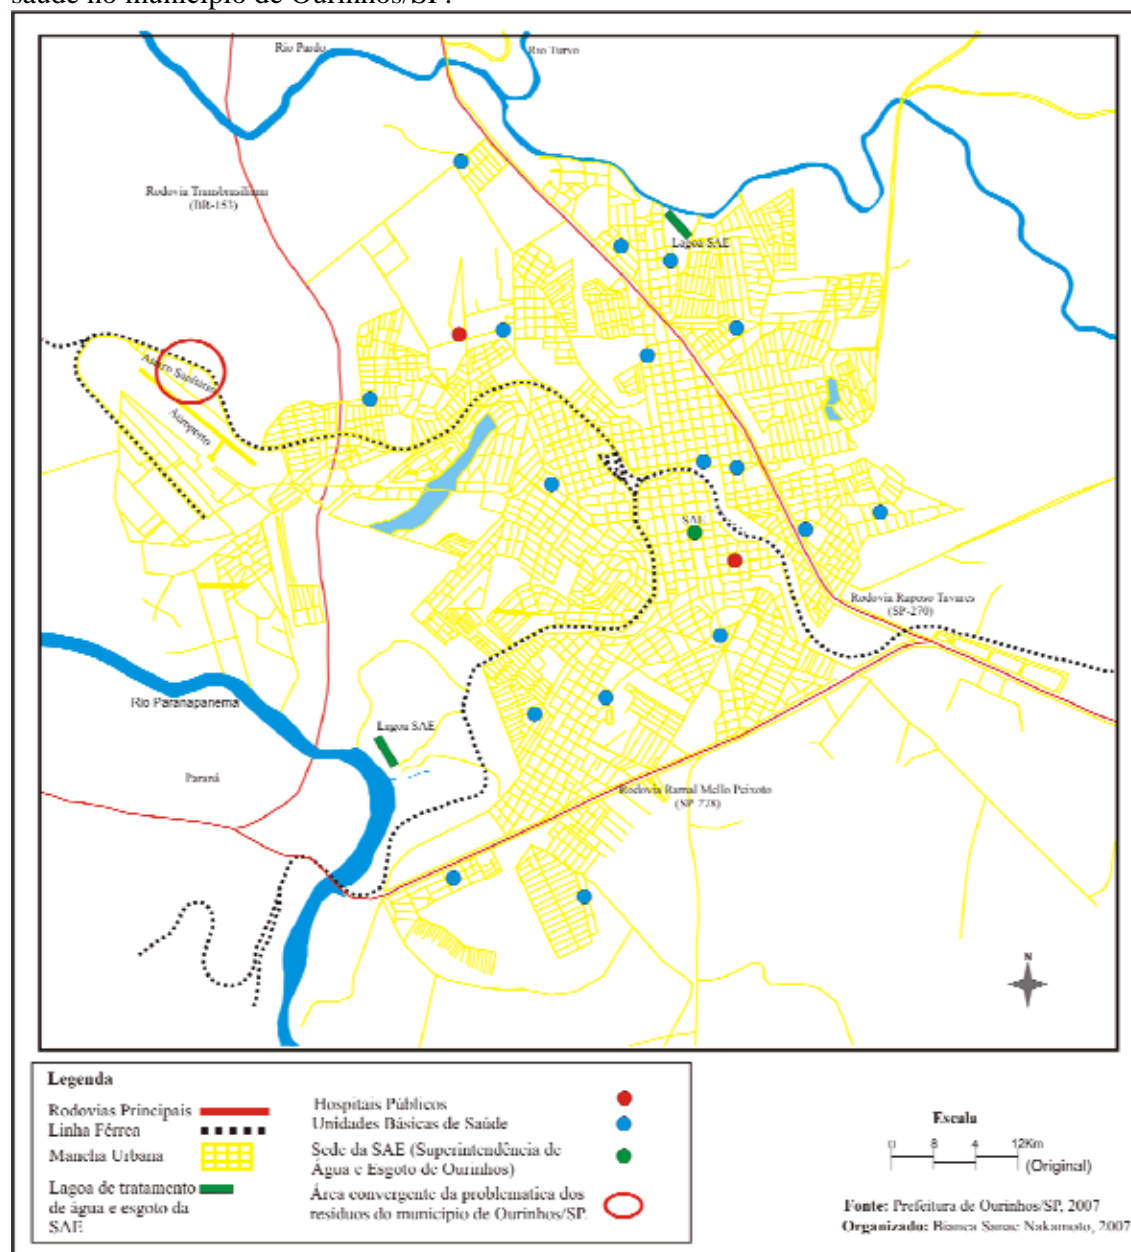 saúde no município de Ourinhos/SP.
Rio Pardo
Rio Turvo
Rodovia Transbrasiliana
(BR-153)
Lagoa SAE
Aterro Sanitário
Aeroporto
SAE
Rodovia Raposo Tavares
(SP-270)
Rio Paranapanema
Lagoa SAE
Paraná
Rodovia Ramal Mello Peixoto
(SP 278)
N
Legenda
Rodovias Principais
Linha Férrea
Mancha Urbana
Lagoa de tratamento
de água e esgoto da
SAE
Hospitais Públicos
Unidades Básicas de Saúde
Sede da SAE (Superintendência de
Água e Esgoto de Ourinhos)
Área convergente da problematica dos
resíduos do município de Ourinhos/SP.
Escala
0 8 4 12Km
(Original)
Fonte: Prefeitura de Ourinhos/SP, 2007
Organizado: Bianca Sanae Nakamoto, 2007